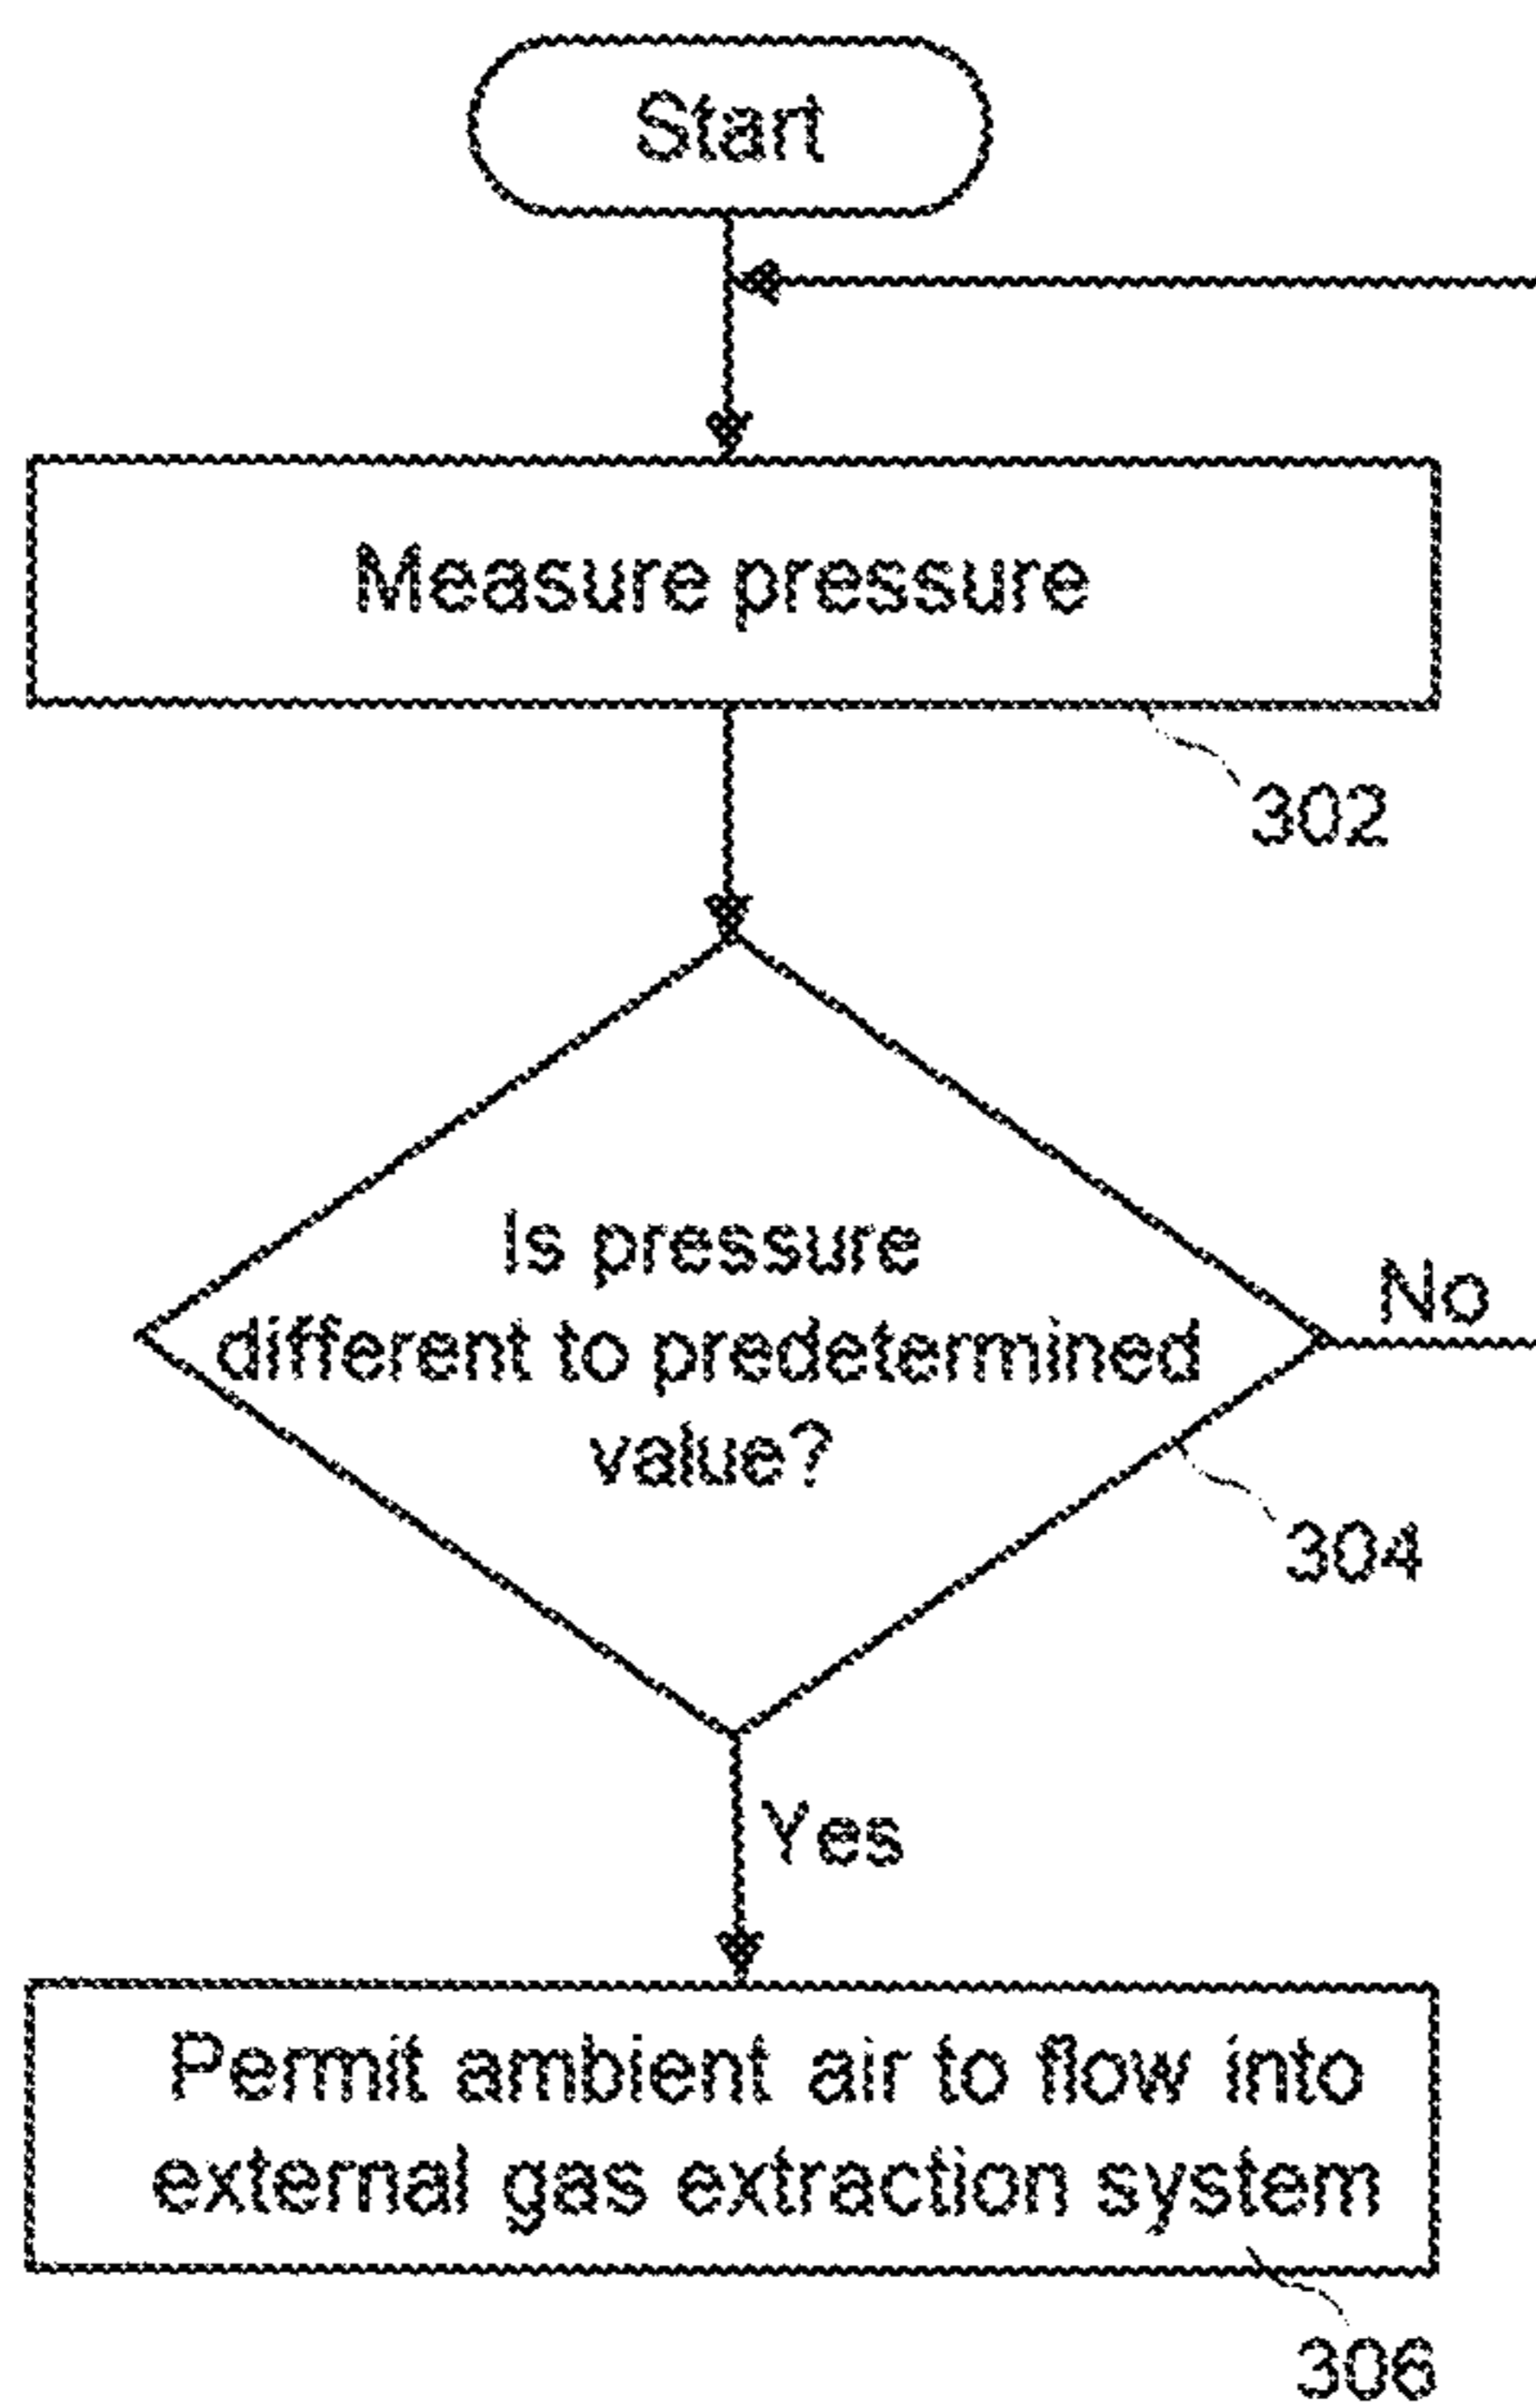 Start
Measure pressure
302
Is pressure
different to predetermined
value?
No
304
Yes
Permit ambient air to flow into
external gas extraction system
306